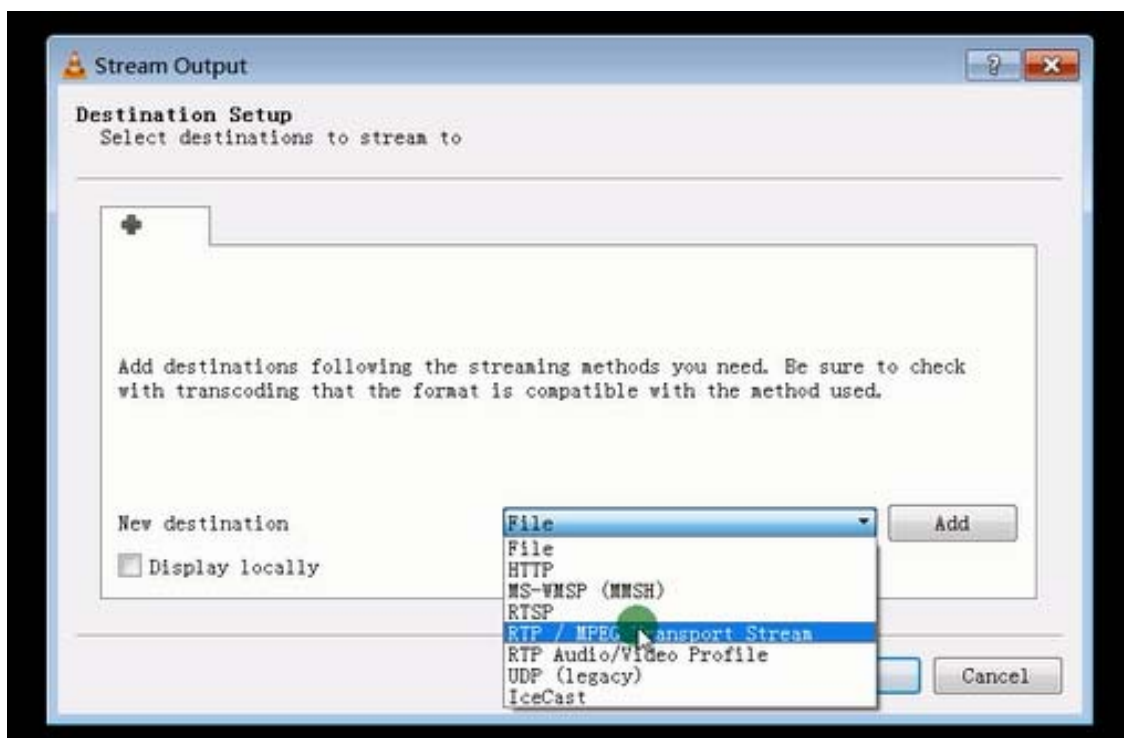 Stream Output
Destination Setup
Select destinations to stream to
Add destinations following the streaming methods you need. Be sure to check
with transcoding that the format is compatible with the method used.
New destination
File
Add
Display locally
File
HTTP
MS-WMSP (MMSH)
RTSP
RTP / MPEG Transport Stream
RTP Audio/Video Profile
UDP (legacy)
IceCast
Cancel